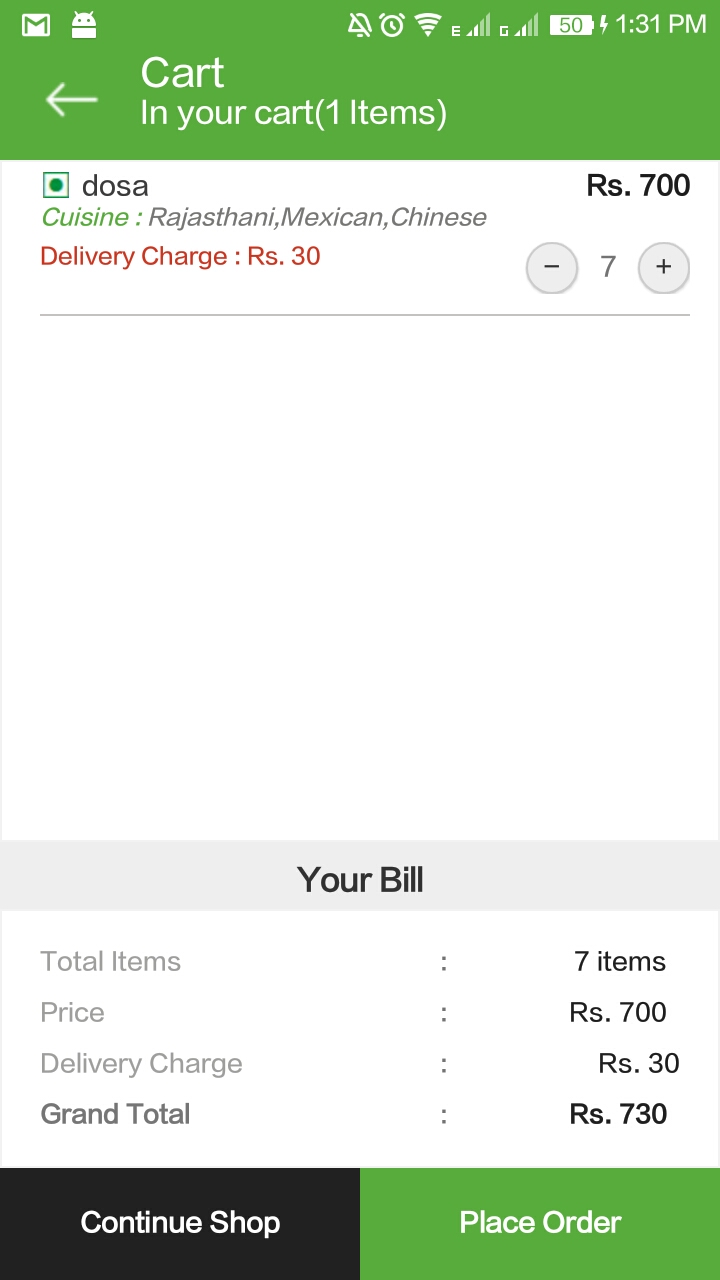 E G 50 1:31 PM
Cart
In your cart(1 Items)
dosa Rs. 700
Cuisine : Rajasthani,Mexican,Chinese
Delivery Charge : Rs. 30
− 7 +
Your Bill
Total Items : 7 items
Price : Rs. 700
Delivery Charge : Rs. 30
Grand Total : Rs. 730
Continue Shop Place Order